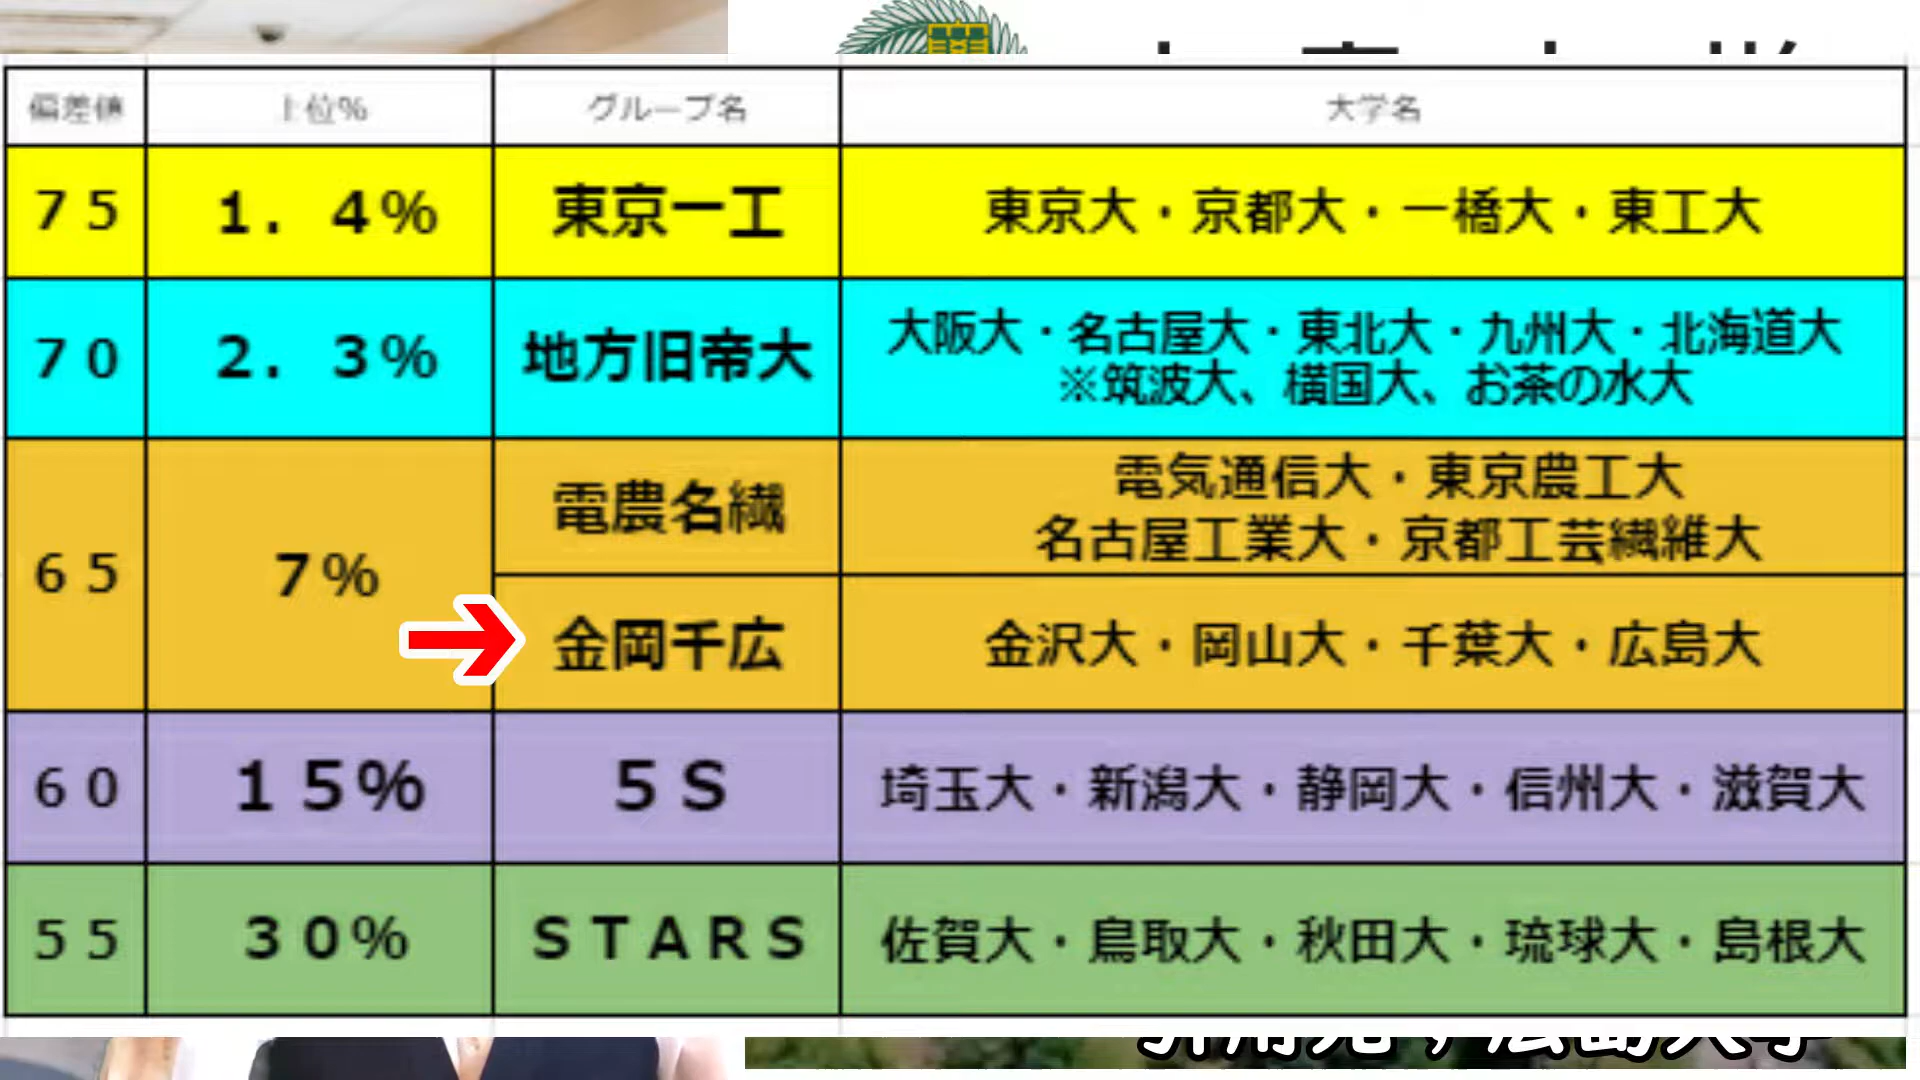 偏差値 上位% グループ名 大学名
75 1.4% 東京一工 東京大・京都大・一橋大・東工大
70 2.3% 地方旧帝大 大阪大・名古屋大・東北大・九州大・北海道大
※筑波大、横国大、お茶の水大
65 7% 電農名繊 電気通信大・東京農工大
名古屋工業大・京都工芸繊維大
金岡千広 金沢大・岡山大・千葉大・広島大
60 15% 5S 埼玉大・新潟大・静岡大・信州大・滋賀大
55 30% STARS 佐賀大・鳥取大・秋田大・琉球大・島根大
引用元;広島大学